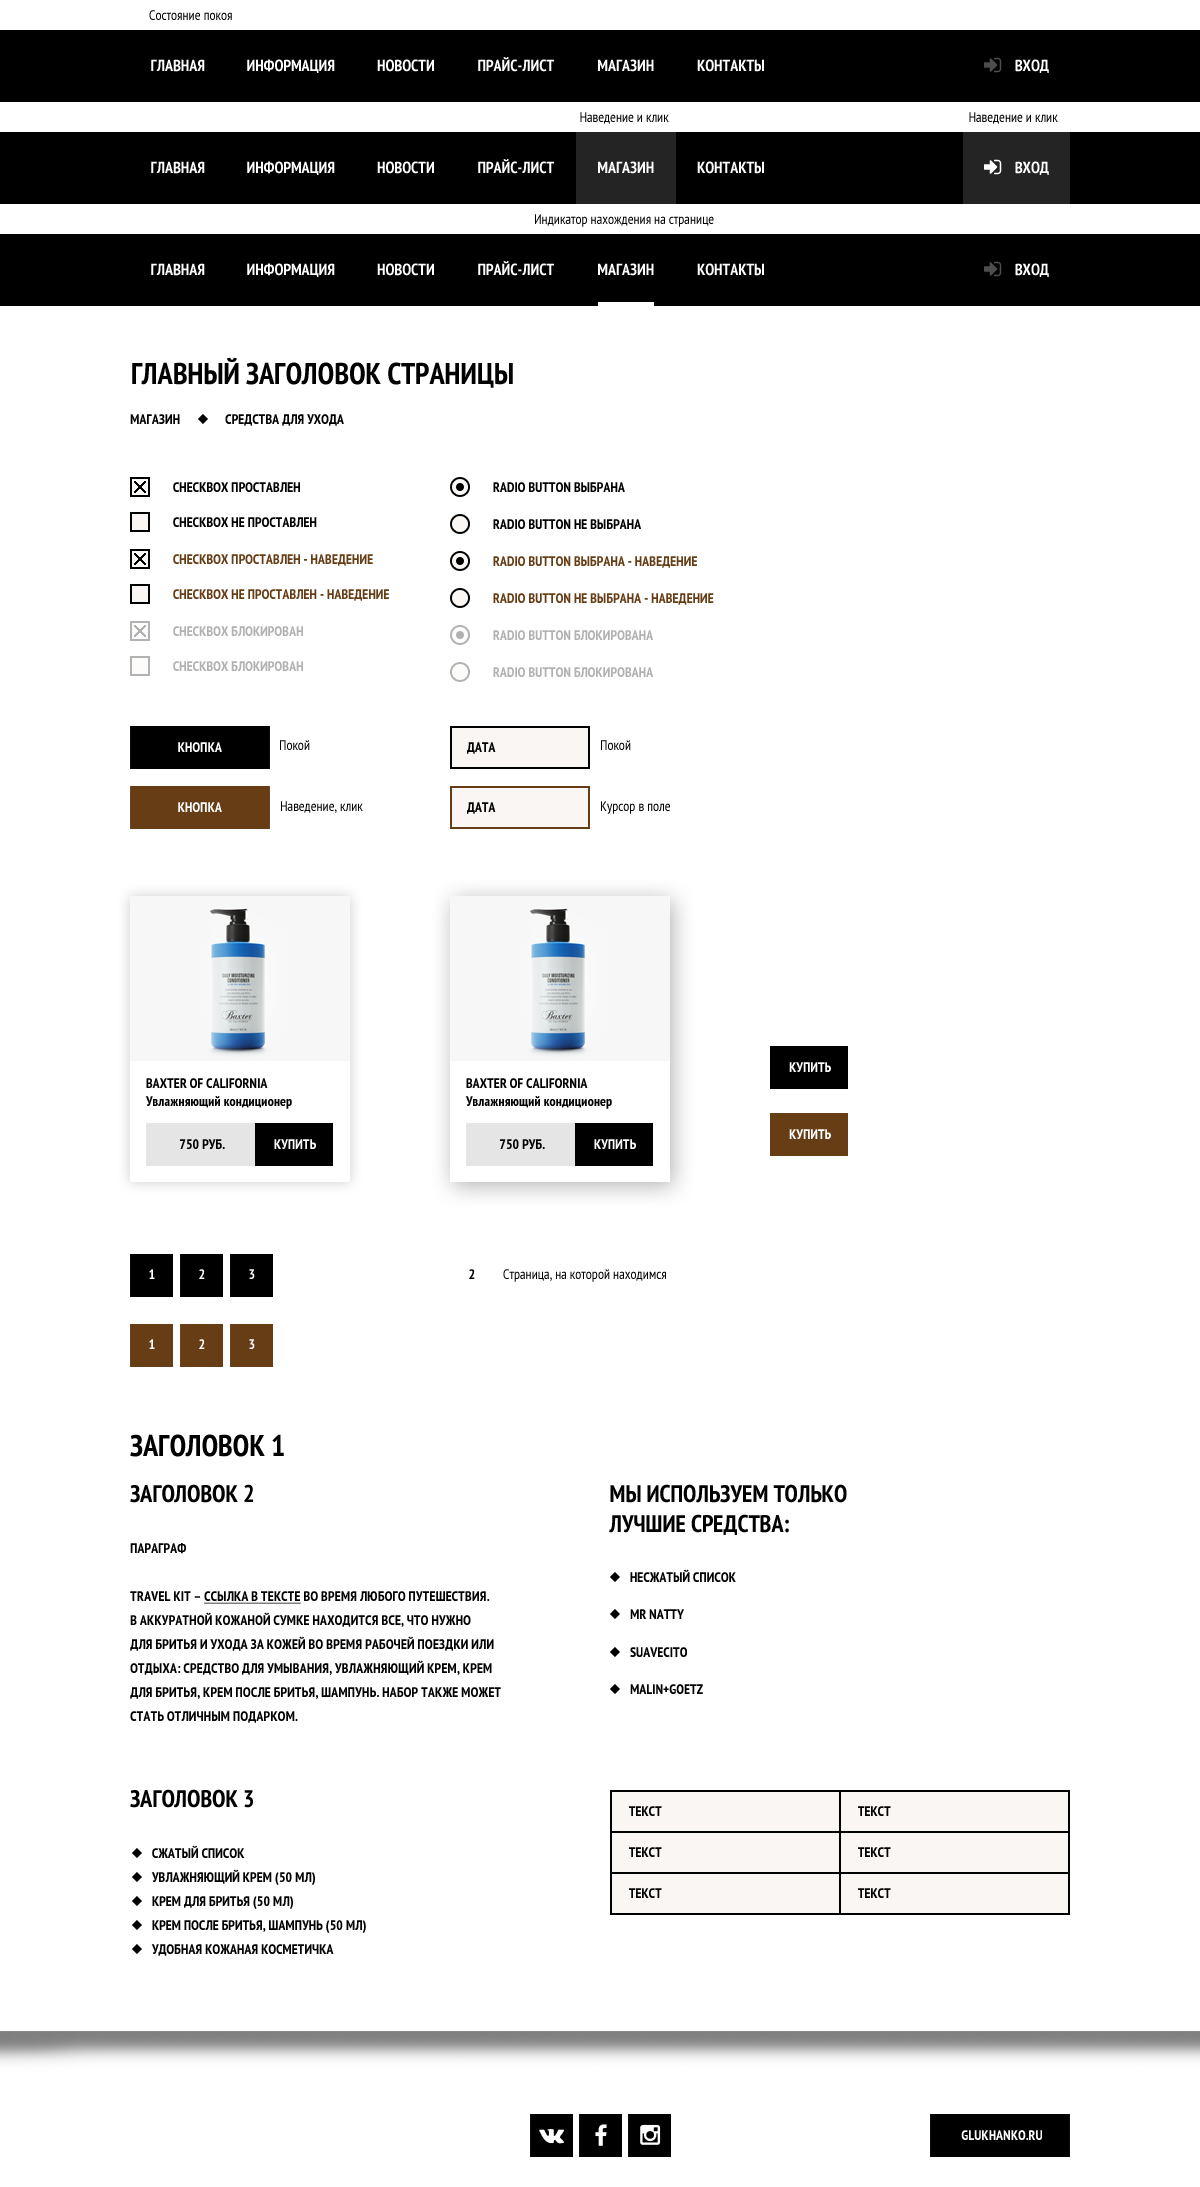 Состояние покоя
ГЛАВНАЯ ИНФОРМАЦИЯ НОВОСТИ ПРАЙС-ЛИСТ МАГАЗИН КОНТАКТЫ ВХОД
Наведение и клик Наведение и клик
ГЛАВНАЯ ИНФОРМАЦИЯ НОВОСТИ ПРАЙС-ЛИСТ МАГАЗИН КОНТАКТЫ ВХОД
Индикатор нахождения на странице
ГЛАВНАЯ ИНФОРМАЦИЯ НОВОСТИ ПРАЙС-ЛИСТ МАГАЗИН КОНТАКТЫ ВХОД
ГЛАВНЫЙ ЗАГОЛОВОК СТРАНИЦЫ
МАГАЗИН ◆ СРЕДСТВА ДЛЯ УХОДА
CHECKBOX ПРОСТАВЛЕН
CHECKBOX НЕ ПРОСТАВЛЕН
CHECKBOX ПРОСТАВЛЕН - НАВЕДЕНИЕ
CHECKBOX НЕ ПРОСТАВЛЕН - НАВЕДЕНИЕ
CHECKBOX БЛОКИРОВАН
CHECKBOX БЛОКИРОВАН
RADIO BUTTON ВЫБРАНА
RADIO BUTTON НЕ ВЫБРАНА
RADIO BUTTON ВЫБРАНА - НАВЕДЕНИЕ
RADIO BUTTON НЕ ВЫБРАНА - НАВЕДЕНИЕ
RADIO BUTTON БЛОКИРОВАНА
RADIO BUTTON БЛОКИРОВАНА
КНОПКА Покой
КНОПКА Наведение, клик
ДАТА Покой
ДАТА Курсор в поле
DAILY MOISTURIZING
CONDITIONER
Baxter
BAXTER OF CALIFORNIA
Увлажняющий кондиционер
750 РУБ. КУПИТЬ
DAILY MOISTURIZING
CONDITIONER
Baxter
BAXTER OF CALIFORNIA
Увлажняющий кондиционер
750 РУБ. КУПИТЬ
КУПИТЬ
КУПИТЬ
1 2 3
2 Страница, на которой находимся
1 2 3
ЗАГОЛОВОК 1
ЗАГОЛОВОК 2
ПАРАГРАФ
TRAVEL KIT – ССЫЛКА В ТЕКСТЕ ВО ВРЕМЯ ЛЮБОГО ПУТЕШЕСТВИЯ.
В АККУРАТНОЙ КОЖАНОЙ СУМКЕ НАХОДИТСЯ ВСЕ, ЧТО НУЖНО
ДЛЯ БРИТЬЯ И УХОДА ЗА КОЖЕЙ ВО ВРЕМЯ РАБОЧЕЙ ПОЕЗДКИ ИЛИ
ОТДЫХА: СРЕДСТВО ДЛЯ УМЫВАНИЯ, УВЛАЖНЯЮЩИЙ КРЕМ, КРЕМ
ДЛЯ БРИТЬЯ, КРЕМ ПОСЛЕ БРИТЬЯ, ШАМПУНЬ. НАБОР ТАКЖЕ МОЖЕТ
СТАТЬ ОТЛИЧНЫМ ПОДАРКОМ.
МЫ ИСПОЛЬЗУЕМ ТОЛЬКО
ЛУЧШИЕ СРЕДСТВА:
◆ НЕСЖАТЫЙ СПИСОК
◆ MR NATTY
◆ SUAVECITO
◆ MALIN+GOETZ
ЗАГОЛОВОК 3
◆ СЖАТЫЙ СПИСОК
◆ УВЛАЖНЯЮЩИЙ КРЕМ (50 МЛ)
◆ КРЕМ ДЛЯ БРИТЬЯ (50 МЛ)
◆ КРЕМ ПОСЛЕ БРИТЬЯ, ШАМПУНЬ (50 МЛ)
◆ УДОБНАЯ КОЖАНАЯ КОСМЕТИЧКА
ТЕКСТ ТЕКСТ
ТЕКСТ ТЕКСТ
ТЕКСТ ТЕКСТ
GLUKHANKO.RU